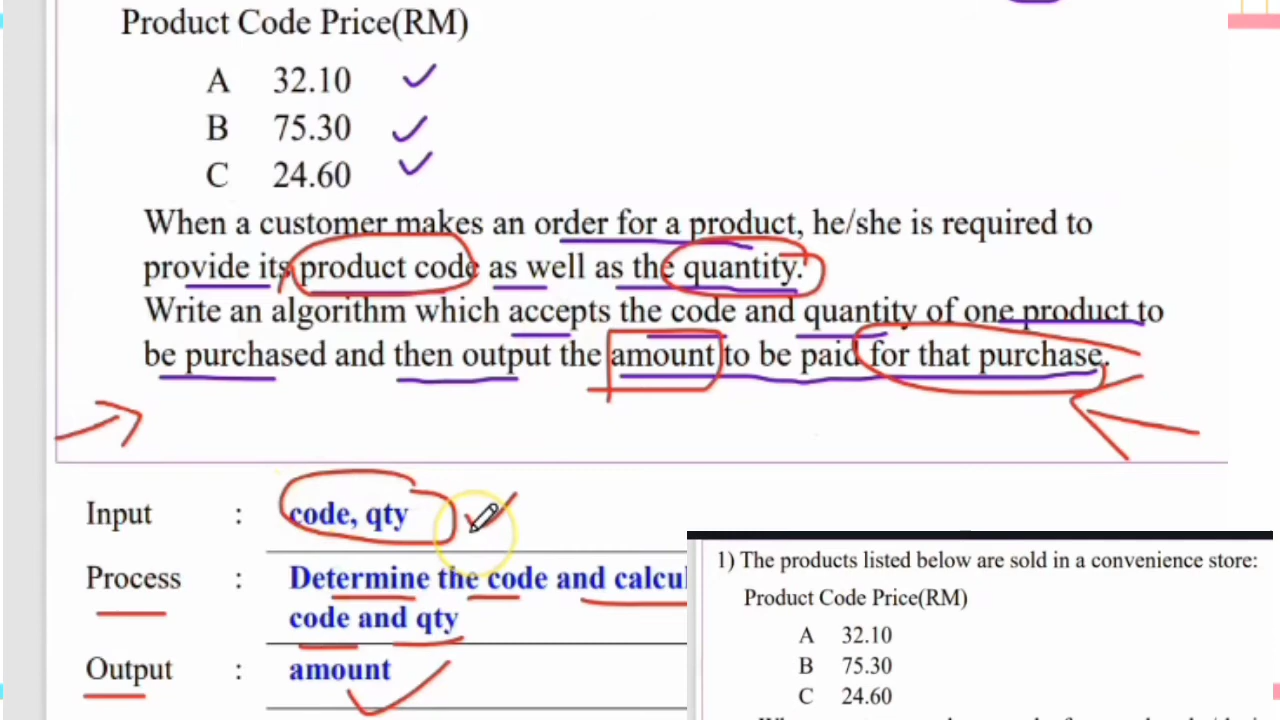 Product Code Price(RM)
A 32.10
B 75.30
C 24.60
When a customer makes an order for a product, he/she is required to
provide its product code as well as the quantity.
Write an algorithm which accepts the code and quantity of one product to
be purchased and then output the amount to be paid for that purchase.
Input : code, qty
Process : Determine the code and
code and qty
Output : amount
1) The products listed below are sold in a convenience store:
Product Code Price(RM)
A 32.10
B 75.30
C 24.60